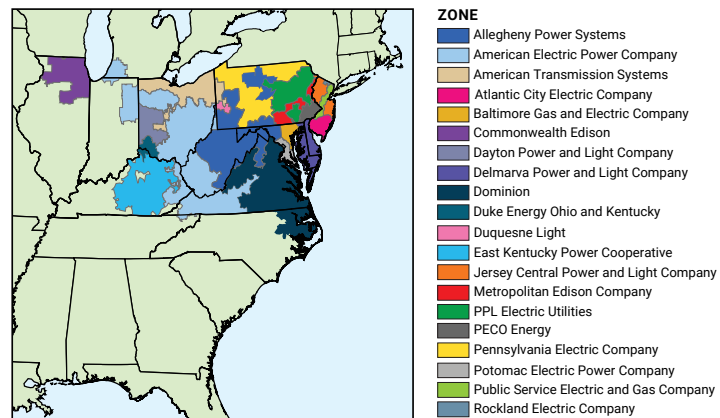 ZONE
Allegheny Power Systems
American Electric Power Company
American Transmission Systems
Atlantic City Electric Company
Baltimore Gas and Electric Company
Commonwealth Edison
Dayton Power and Light Company
Delmarva Power and Light Company
Dominion
Duke Energy Ohio and Kentucky
Duquesne Light
East Kentucky Power Cooperative
Jersey Central Power and Light Company
Metropolitan Edison Company
PPL Electric Utilities
PECO Energy
Pennsylvania Electric Company
Potomac Electric Power Company
Public Service Electric and Gas Company
Rockland Electric Company